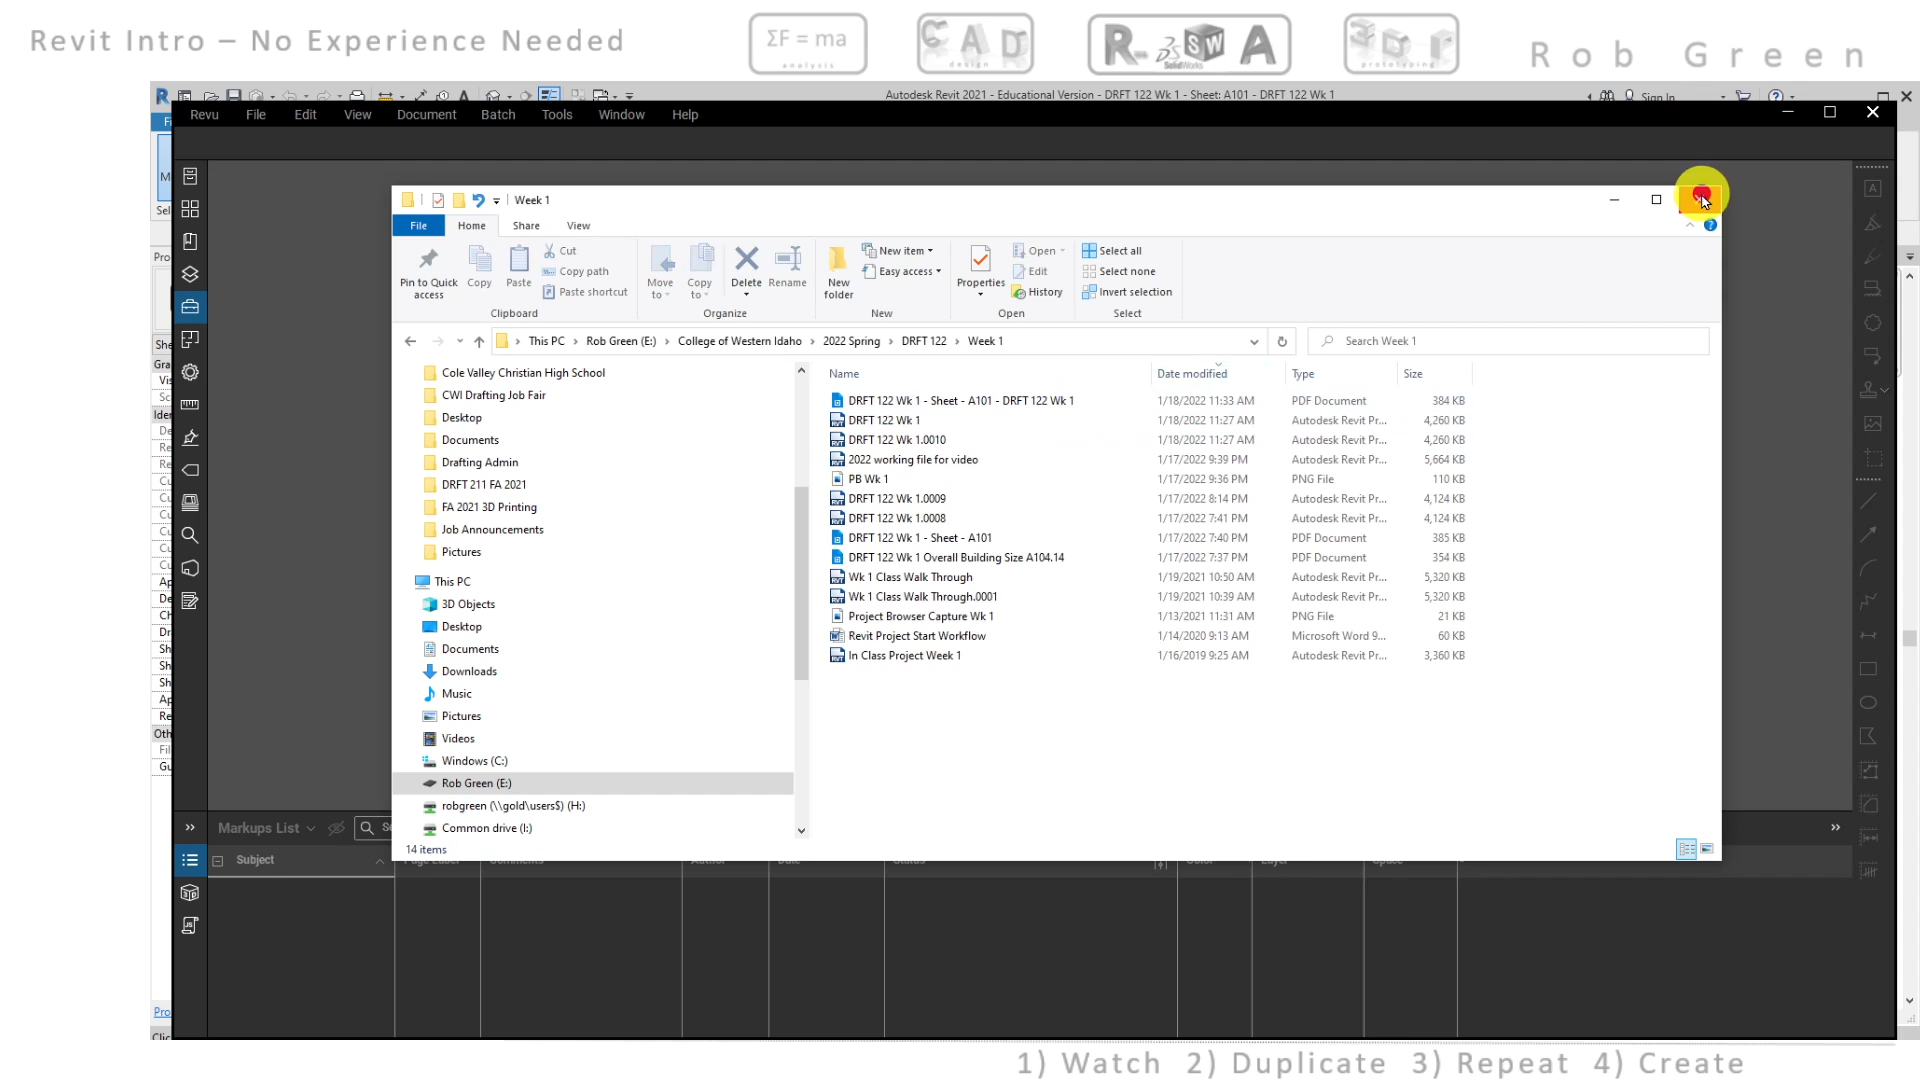 Revit Intro – No Experience Needed
ΣF = ma
analysis
CAD
design
R
SW
SolidWorks
A
prototyping
Rob Green
Autodesk Revit 2021 - Educational Version - DRFT 122 Wk 1 - Sheet: A101 - DRFT 122 Wk 1
Sign In
Revu File Edit View Document Batch Tools Window Help
Week 1
File Home Share View
Pin to Quick access
Copy
Paste
Cut
Copy path
Paste shortcut
Move to
Copy to
Delete
Rename
New folder
New item
Easy access
Properties
Open
Edit
History
Select all
Select none
Invert selection
Clipboard Organize New Open Select
This PC > Rob Green (E:) > College of Western Idaho > 2022 Spring > DRFT 122 > Week 1
Search Week 1
Cole Valley Christian High School
CWI Drafting Job Fair
Desktop
Documents
Drafting Admin
DRFT 211 FA 2021
FA 2021 3D Printing
Job Announcements
Pictures
This PC
3D Objects
Desktop
Documents
Downloads
Music
Pictures
Videos
Windows (C:)
Rob Green (E:)
robgreen (\\gold\users$) (H:)
Common drive (I:)
Name Date modified Type Size
DRFT 122 Wk 1 - Sheet - A101 - DRFT 122 Wk 1 1/18/2022 11:33 AM PDF Document 384 KB
DRFT 122 Wk 1 1/18/2022 11:27 AM Autodesk Revit Pr... 4,260 KB
DRFT 122 Wk 1.0010 1/18/2022 11:27 AM Autodesk Revit Pr... 4,260 KB
2022 working file for video 1/17/2022 9:39 PM Autodesk Revit Pr... 5,664 KB
PB Wk 1 1/17/2022 9:36 PM PNG File 110 KB
DRFT 122 Wk 1.0009 1/17/2022 8:14 PM Autodesk Revit Pr... 4,124 KB
DRFT 122 Wk 1.0008 1/17/2022 7:41 PM Autodesk Revit Pr... 4,124 KB
DRFT 122 Wk 1 - Sheet - A101 1/17/2022 7:40 PM PDF Document 385 KB
DRFT 122 Wk 1 Overall Building Size A104.14 1/17/2022 7:37 PM PDF Document 354 KB
Wk 1 Class Walk Through 1/19/2021 10:50 AM Autodesk Revit Pr... 5,320 KB
Wk 1 Class Walk Through.0001 1/19/2021 10:39 AM Autodesk Revit Pr... 5,320 KB
Project Browser Capture Wk 1 1/13/2021 11:31 AM PNG File 21 KB
Revit Project Start Workflow 1/14/2020 9:13 AM Microsoft Word 9... 60 KB
In Class Project Week 1 1/16/2019 9:25 AM Autodesk Revit Pr... 3,360 KB
14 items
Markups List
Subject
1) Watch 2) Duplicate 3) Repeat 4) Create